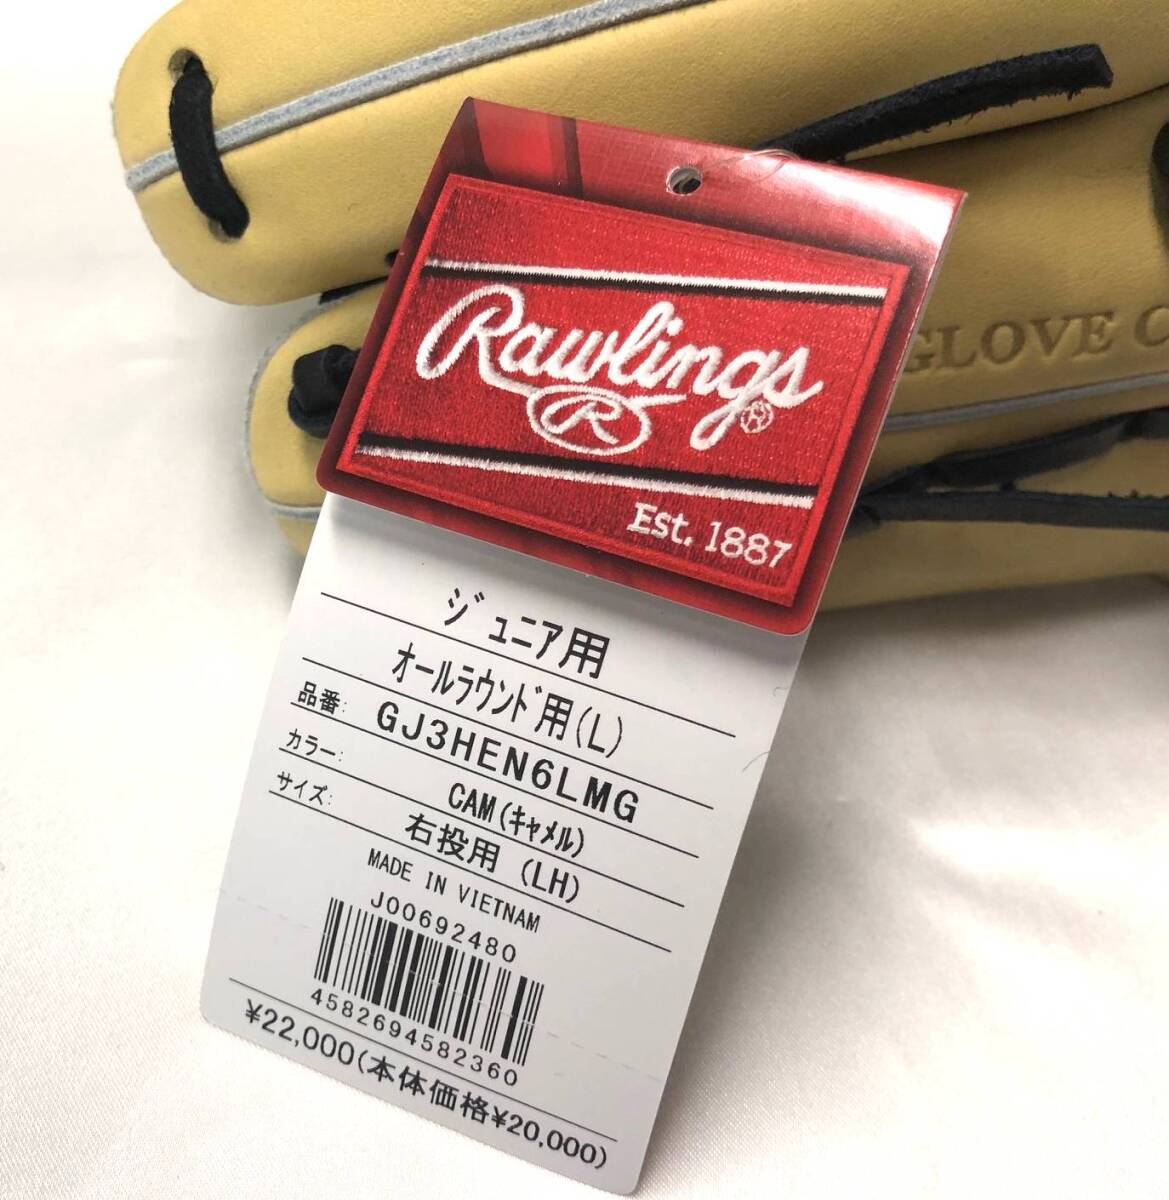 Rawlings
R
R
Est. 1887
GLOVE C
ｼﾞｭﾆｱ用
ｵｰﾙﾗｳﾝﾄﾞ用(L)
品番: GJ3HEN6LMG
カラー: CAM(ｷｬﾒﾙ)
サイズ: 右投用 (LH)
MADE IN VIETNAM
J00692480
4582694582360
¥22,000(本体価格¥20,000)